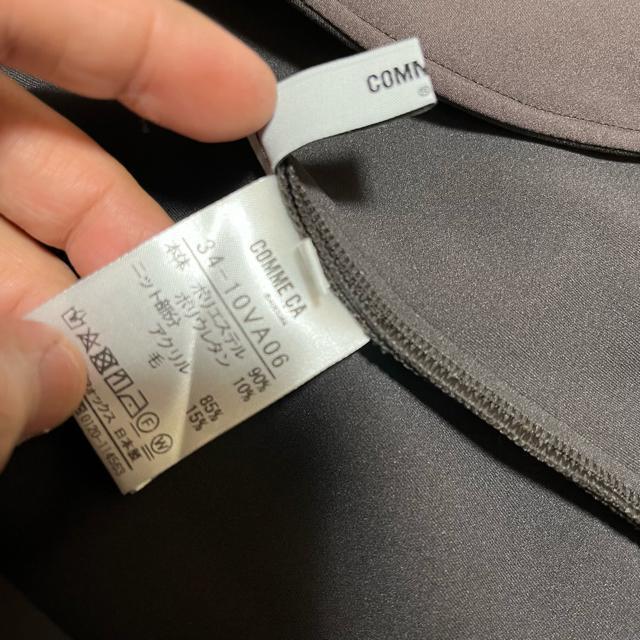 COMM
COMME CA
34-10VA06
本体 ポリエステル 90%
ポリウレタン 10%
ニット部分 アクリル 85%
毛 15%
F W
日本製